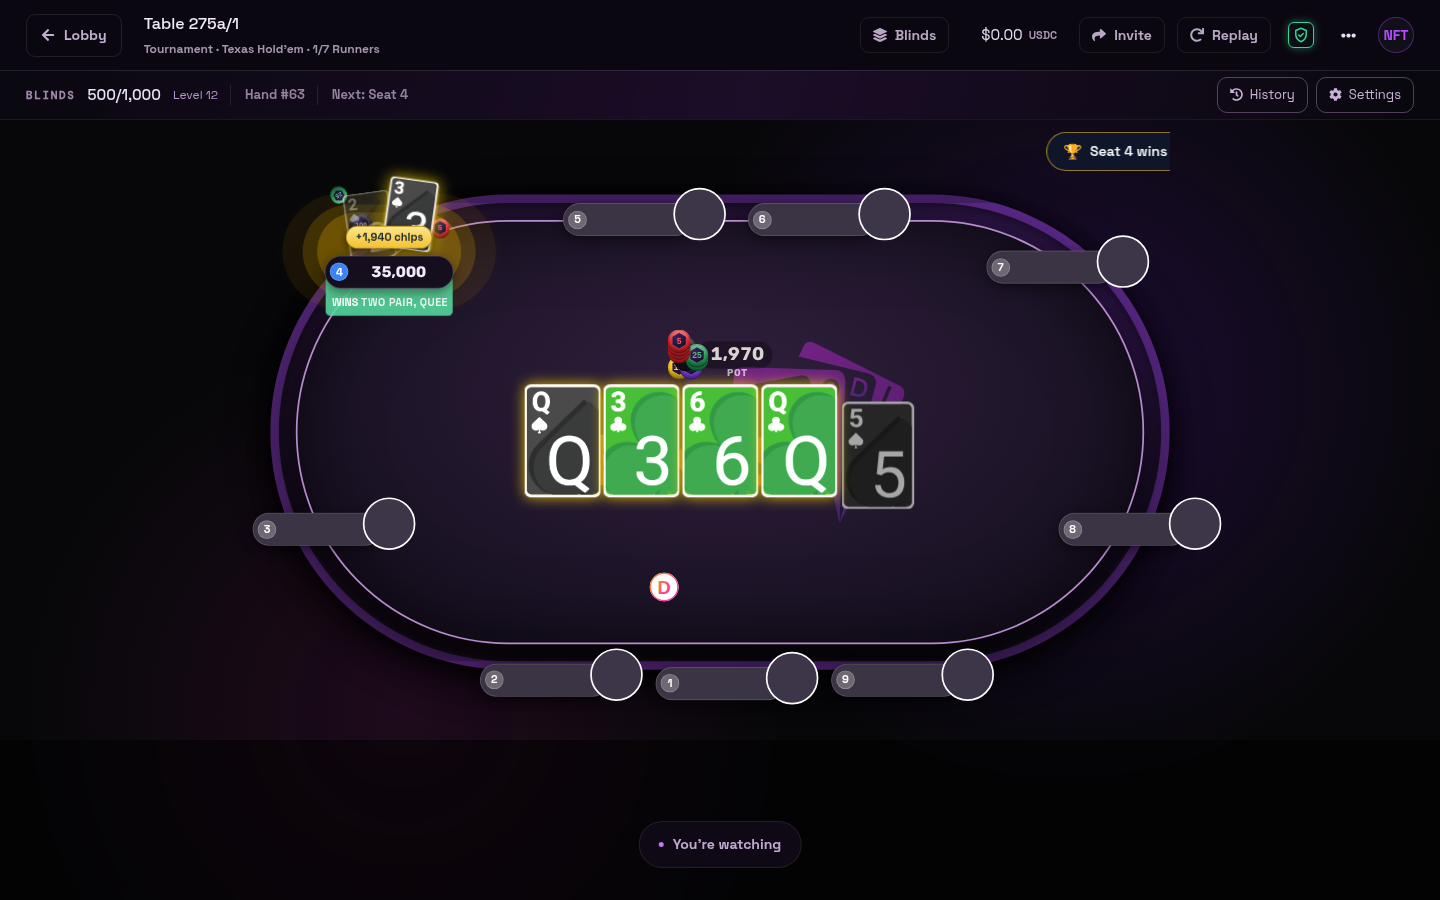 Lobby
Table 275a/1
Tournament · Texas Hold'em · 1/7 Runners
Blinds
$0.00 USDC
Invite
Replay
NFT
BLINDS 500/1,000 Level 12 Hand #63 Next: Seat 4
History
Settings
Seat 4 wins
3
2
+1,940 chips
4 35,000
WINS TWO PAIR, QUEE
5
6
7
5
25
1,970
POT
D
Q Q
3 3
6 6
Q Q
5 5
3
8
D
2
1
9
You're watching